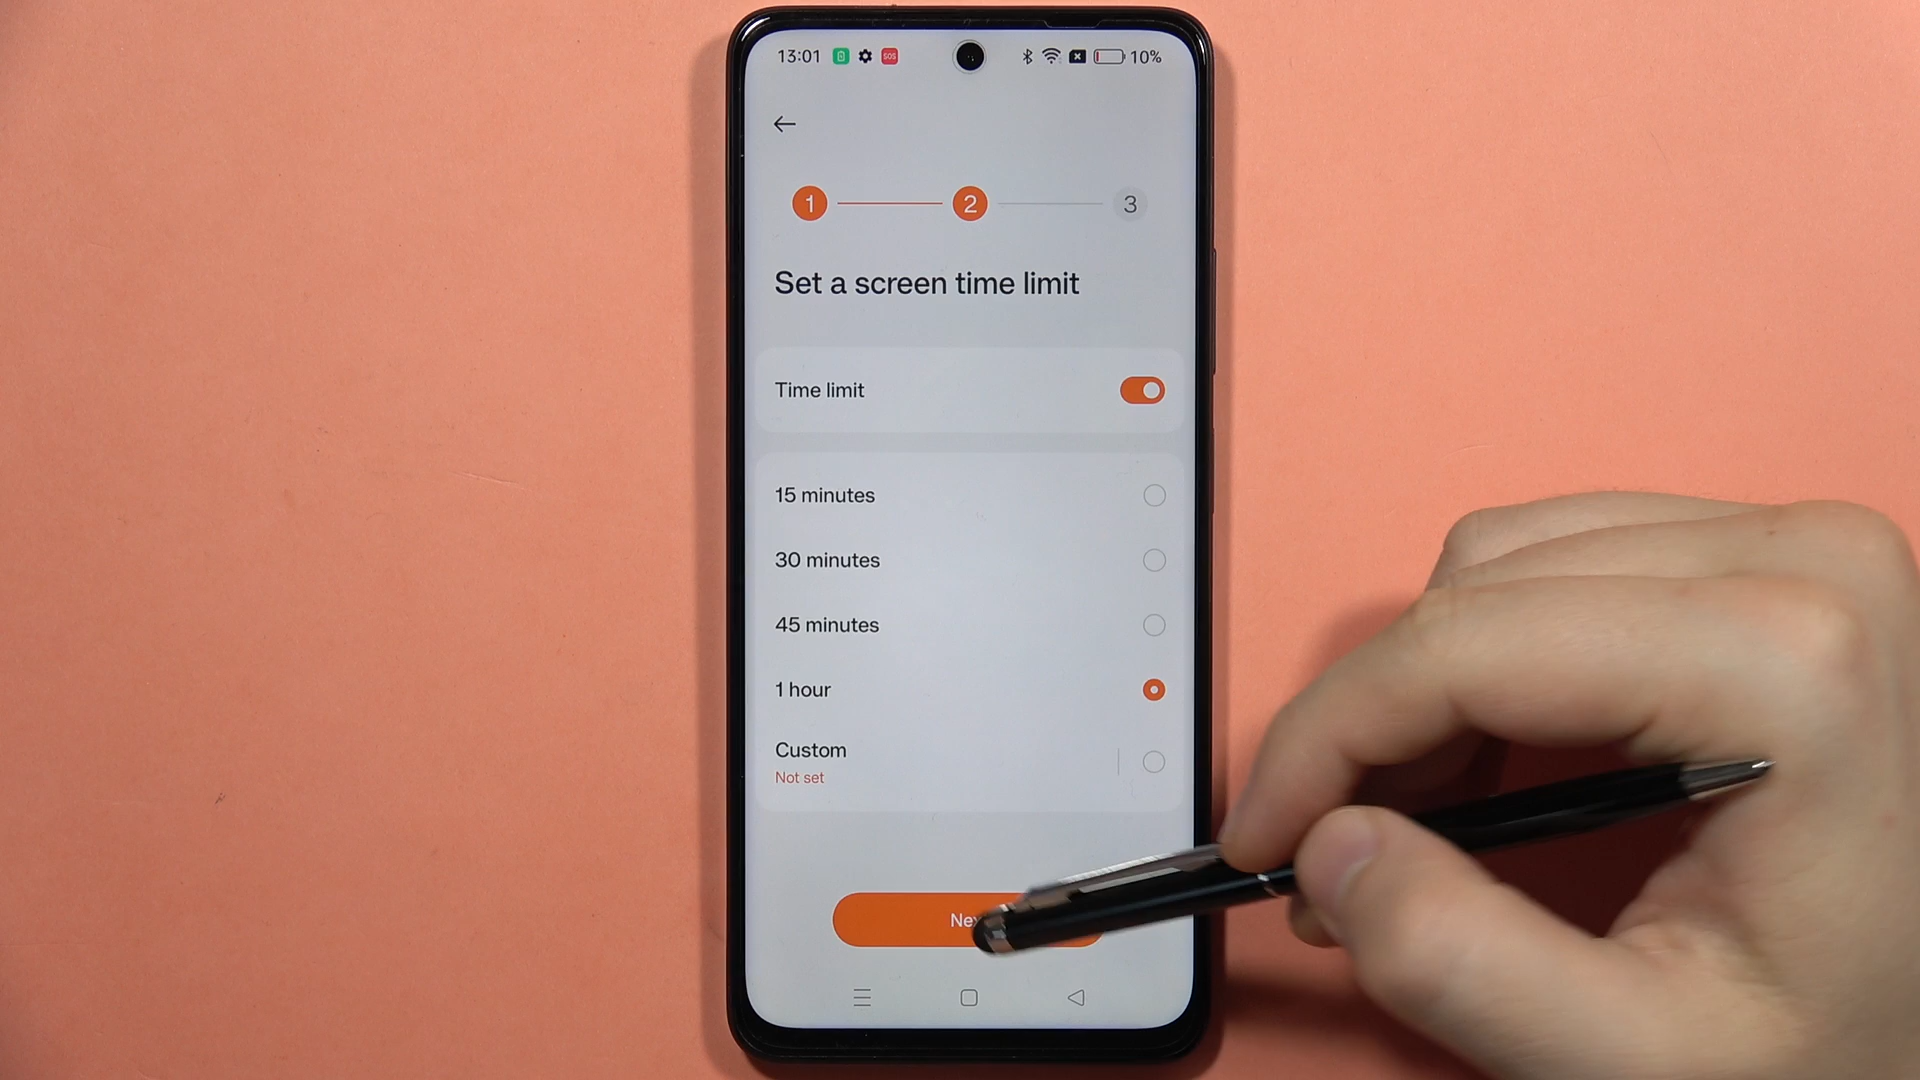 13:01 SOS 10%
1 2 3
Set a screen time limit
Time limit
15 minutes
30 minutes
45 minutes
1 hour
Custom
Not set